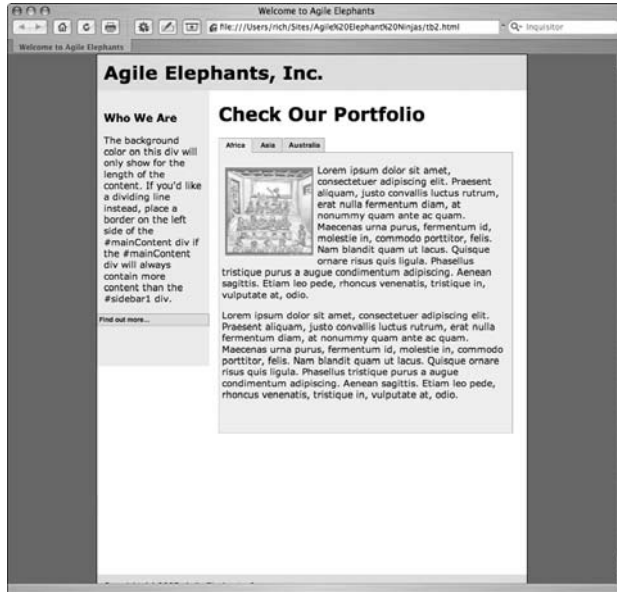 Welcome to Agile Elephants
file:///Users/rich/Sites/Agile%20Elephant%20Ninjas/tb2.html
Inquisitor
Welcome to Agile Elephants
Agile Elephants, Inc.
Who We Are
The background
color on this div will
only show for the
length of the
content. If you'd like
a dividing line
instead, place a
border on the left
side of the
#mainContent div if
the #mainContent
div will always
contain more
content than the
#sidebar1 div.
Find out more...
Check Our Portfolio
Africa Asia Australia
Lorem ipsum dolor sit amet,
consectetuer adipiscing elit. Praesent
aliquam, justo convallis luctus rutrum,
erat nulla fermentum diam, at
nonummy quam ante ac quam.
Maecenas urna purus, fermentum id,
molestie in, commodo porttitor, felis.
Nam blandit quam ut lacus. Quisque
ornare risus quis ligula. Phasellus
tristique purus a augue condimentum adipiscing. Aenean
sagittis. Etiam leo pede, rhoncus venenatis, tristique in,
vulputate at, odio.
Lorem ipsum dolor sit amet, consectetuer adipiscing elit.
Praesent aliquam, justo convallis luctus rutrum, erat nulla
fermentum diam, at nonummy quam ante ac quam.
Maecenas urna purus, fermentum id, molestie in, commodo
porttitor, felis. Nam blandit quam ut lacus. Quisque ornare
risus quis ligula. Phasellus tristique purus a augue
condimentum adipiscing. Aenean sagittis. Etiam leo pede,
rhoncus venenatis, tristique in, vulputate at, odio.